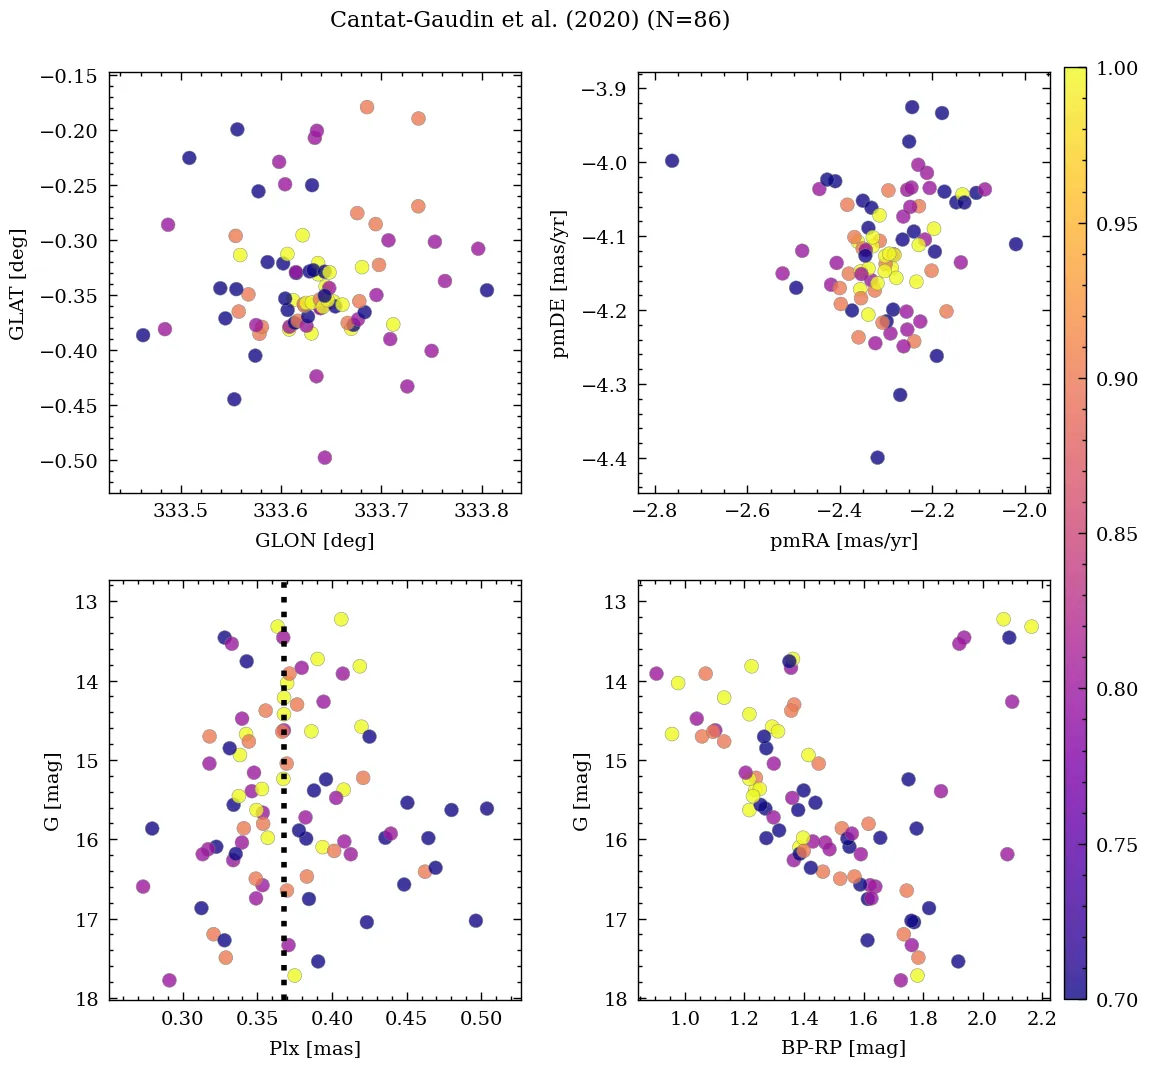 Cantat-Gaudin et al. (2020) (N=86)
−0.15
−0.20
−0.25
−0.30
−0.35
−0.40
−0.45
−0.50
GLAT [deg]
333.5 333.6 333.7 333.8
GLON [deg]
−3.9
−4.0
−4.1
−4.2
−4.3
−4.4
pmDE [mas/yr]
−2.8 −2.6 −2.4 −2.2 −2.0
pmRA [mas/yr]
13
14
15
16
17
18
G [mag]
0.30 0.35 0.40 0.45 0.50
Plx [mas]
13
14
15
16
17
18
G [mag]
1.0 1.2 1.4 1.6 1.8 2.0 2.2
BP-RP [mag]
1.00
0.95
0.90
0.85
0.80
0.75
0.70